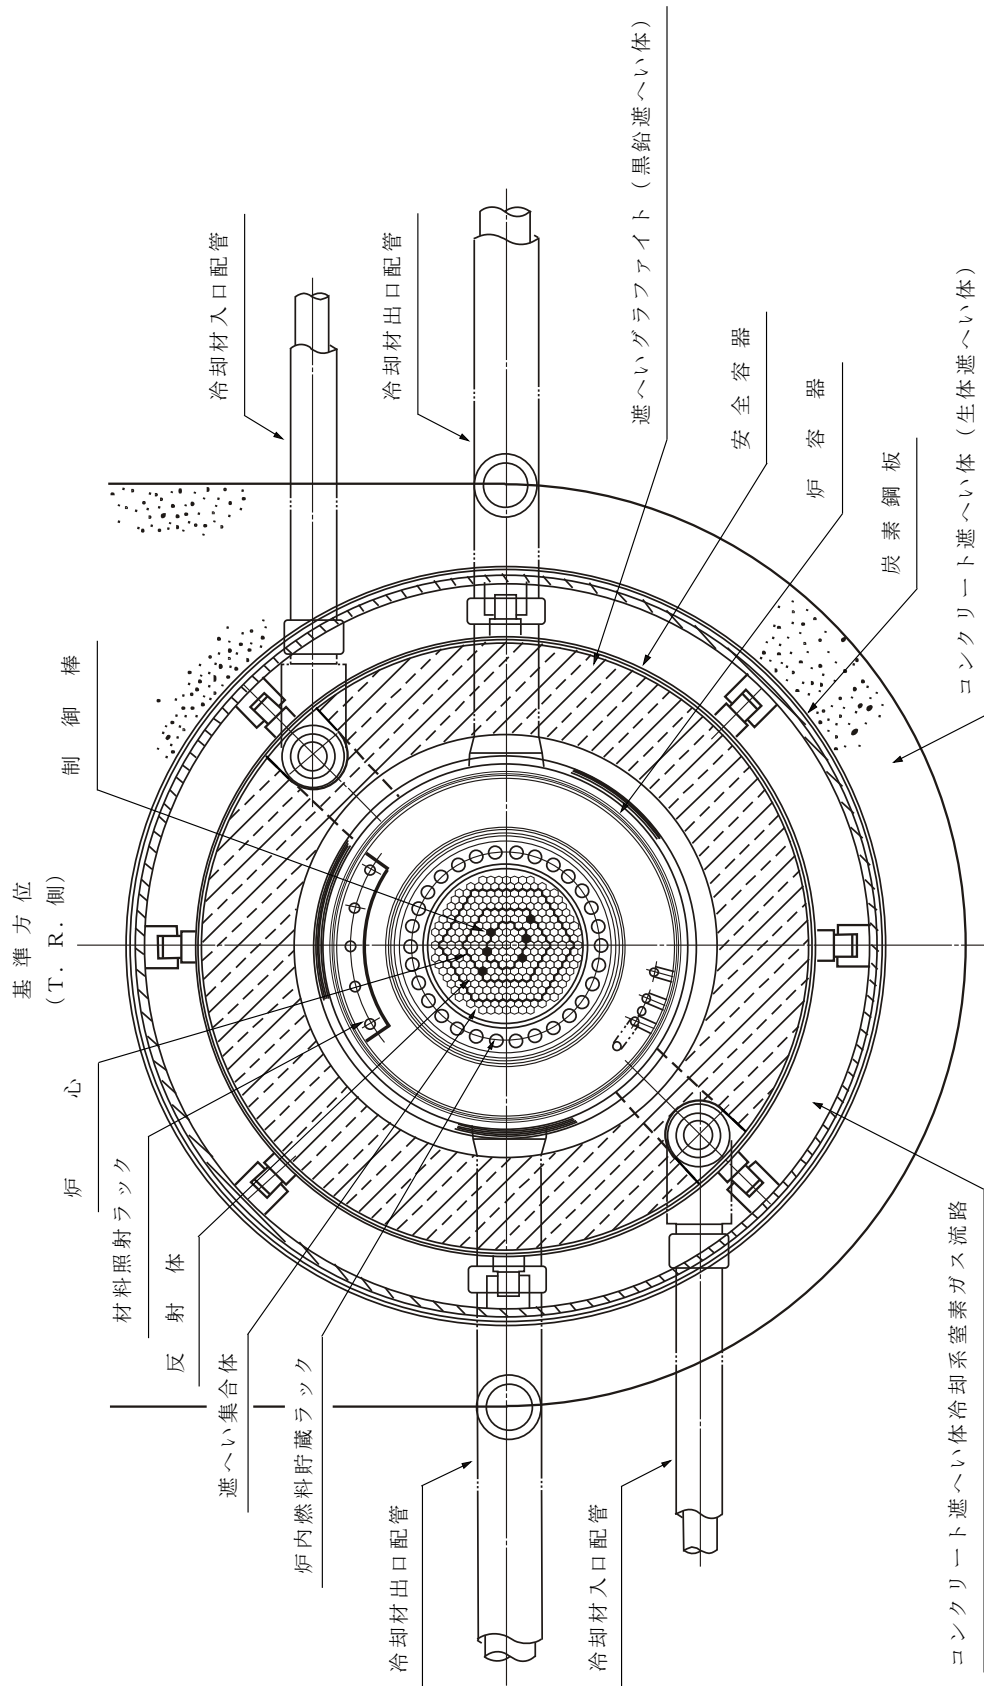 基準方位
(T. R. 側)
制御棒
炉心
材料照射ラック
反射体
遮へい集合体
炉内燃料貯蔵ラック
冷却材出口配管
冷却材入口配管
コンクリート遮へい体冷却系窒素ガス流路
冷却材入口配管
冷却材出口配管
遮へいグラファイト (黒鉛遮へい体)
安全容器
炉容器
炭素鋼板
コンクリート遮へい体 (生体遮へい体)